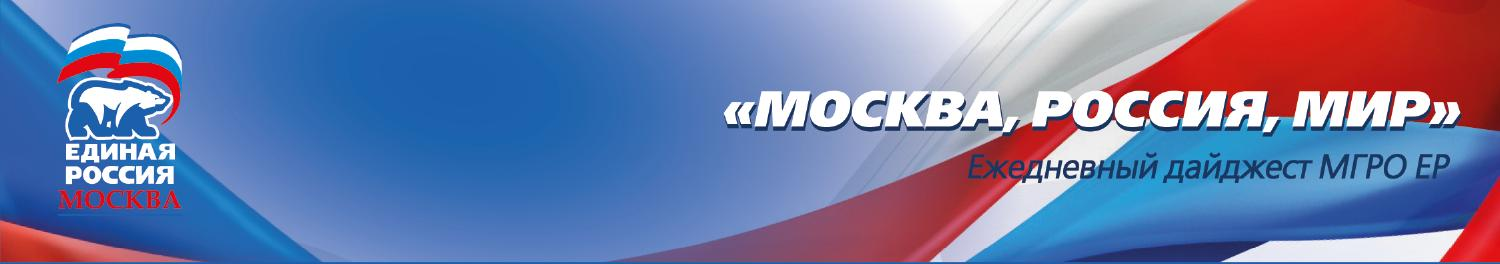 ЕДИНАЯ
РОССИЯ
МОСКВА
«МОСКВА, РОССИЯ, МИР»
Ежедневный дайджест МГРО ЕР